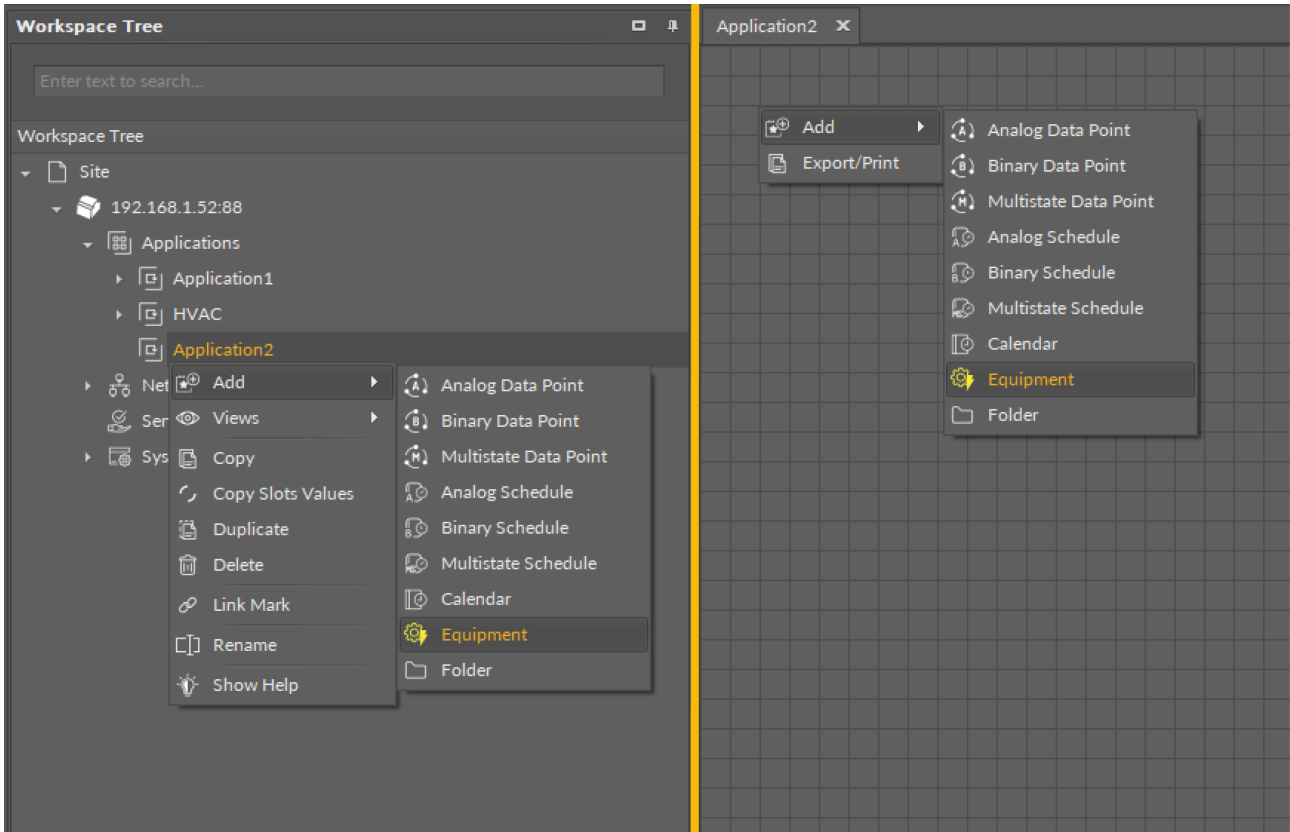 Workspace Tree
Enter text to search...
Workspace Tree
Site
192.168.1.52:88
Applications
Application1
HVAC
Application2
Net
Ser
Sys
Add
Views
Copy
Copy Slots Values
Duplicate
Delete
Link Mark
Rename
Show Help
Analog Data Point
Binary Data Point
Multistate Data Point
Analog Schedule
Binary Schedule
Multistate Schedule
Calendar
Equipment
Folder
Application2
Add
Export/Print
Analog Data Point
Binary Data Point
Multistate Data Point
Analog Schedule
Binary Schedule
Multistate Schedule
Calendar
Equipment
Folder